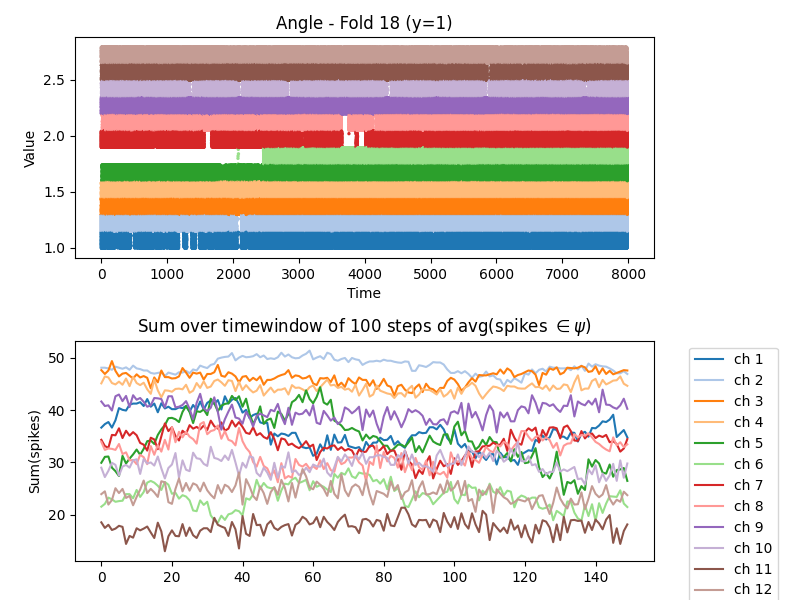 Angle - Fold 18 (y=1)
Value
2.5
2.0
1.5
1.0
0 1000 2000 3000 4000 5000 6000 7000 8000
Time
Sum over timewindow of 100 steps of avg(spikes ∈ ψ)
Sum(spikes)
50
40
30
20
0 20 40 60 80 100 120 140
ch 1
ch 2
ch 3
ch 4
ch 5
ch 6
ch 7
ch 8
ch 9
ch 10
ch 11
ch 12